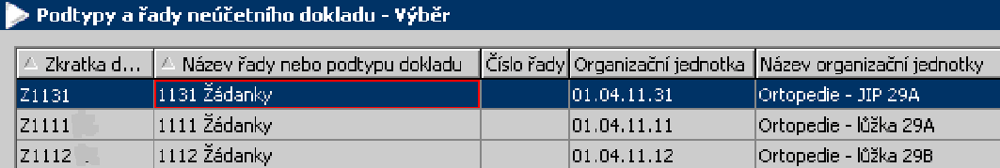 Podtypy a řady neúčetního dokladu - Výběr
Zkratka d... Název řady nebo podtypu dokladu Číslo řady Organizační jednotka Název organizační jednotky
Z1131 1131 Žádanky 01.04.11.31 Ortopedie - JIP 29A
Z1111 1111 Žádanky 01.04.11.11 Ortopedie - lůžka 29A
Z1112 1112 Žádanky 01.04.11.12 Ortopedie - lůžka 29B